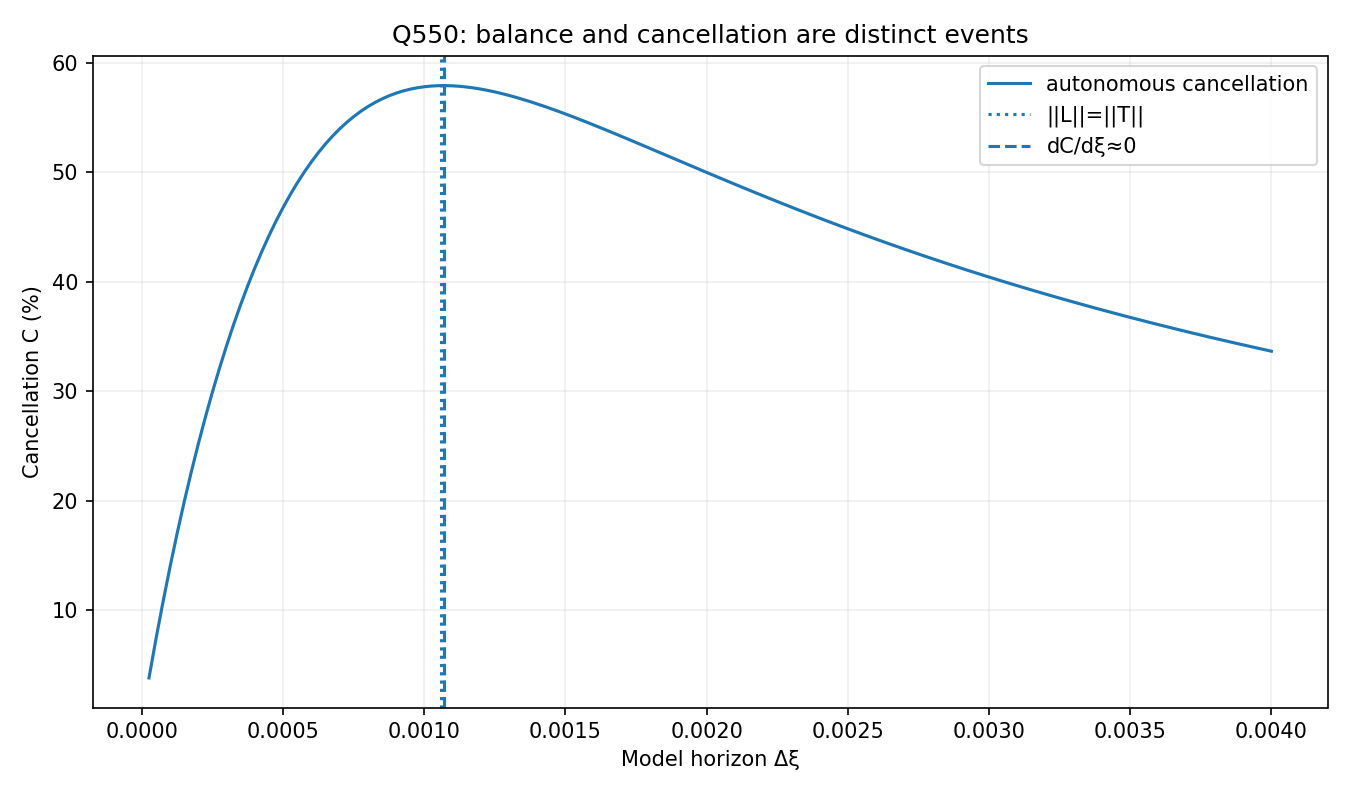 Q550: balance and cancellation are distinct events
autonomous cancellation
||L||=||T||
dC/dξ≈0
Cancellation C (%)
60
50
40
30
20
10
0.0000 0.0005 0.0010 0.0015 0.0020 0.0025 0.0030 0.0035 0.0040
Model horizon Δξ